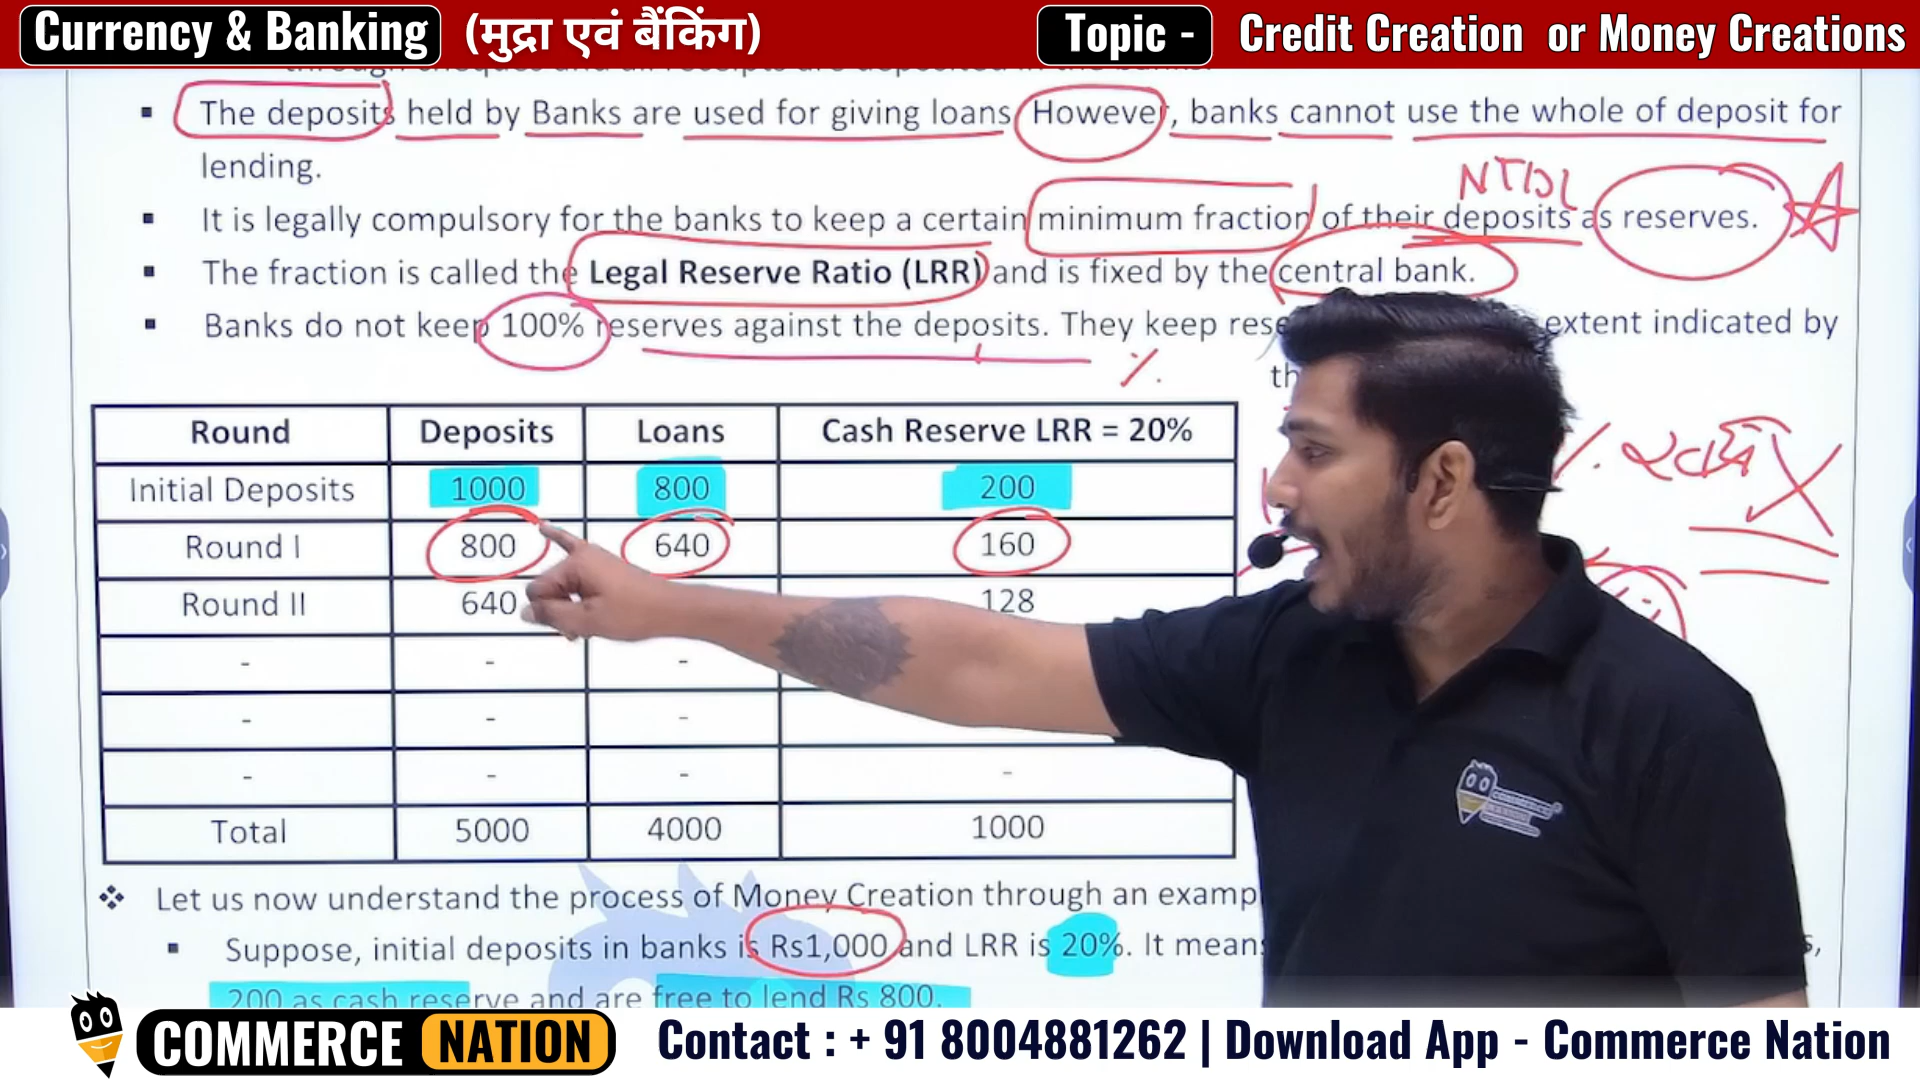 Currency & Banking (मुद्रा एवं बैंकिंग) Topic - Credit Creation or Money Creations
▪ The deposits held by Banks are used for giving loans However, banks cannot use the whole of deposit for
lending.
NTDL
▪ It is legally compulsory for the banks to keep a certain minimum fraction of their deposits as reserves.
▪ The fraction is called the Legal Reserve Ratio (LRR) and is fixed by the central bank.
▪ Banks do not keep 100% reserves against the deposits. They keep rese extent indicated by
th
%.
Round Deposits Loans Cash Reserve LRR = 20%
Initial Deposits 1000 800 200
Round I 800 640 160
Round II 640 128
- - -
- - -
- - - -
Total 5000 4000 1000
❖ Let us now understand the process of Money Creation through an examp
▪ Suppose, initial deposits in banks is Rs1,000 and LRR is 20%. It means s,
200 as cash reserve and are free to lend Rs 800.
COMMERCE NATION Contact : + 91 8004881262 | Download App - Commerce Nation